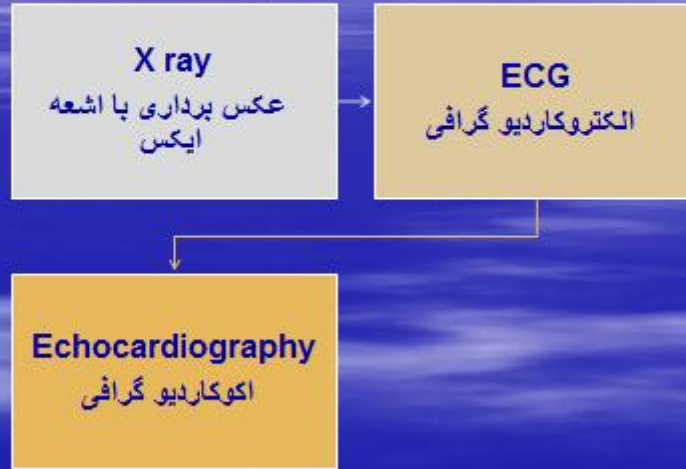 X ray
عکس برداری با اشعه
ایکس
ECG
الکتروکاردیو گرافی
Echocardiography
اکوکاردیو گرافی